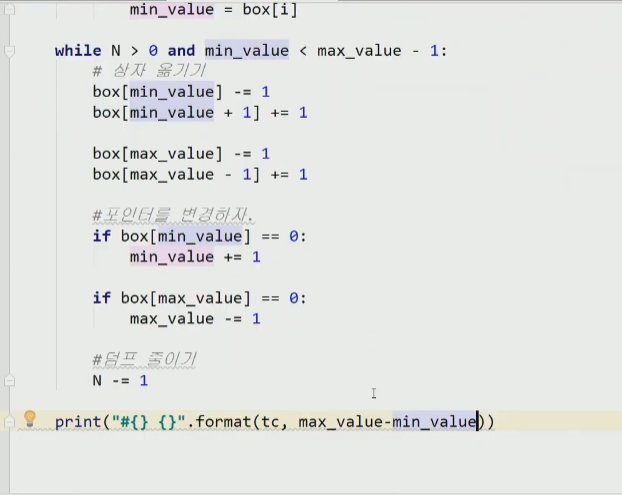 min_value = box[i]
while N > 0 and min_value < max_value - 1:
# 상자 옮기기
box[min_value] -= 1
box[min_value + 1] += 1
box[max_value] -= 1
box[max_value - 1] += 1
#포인터를 변경하자.
if box[min_value] == 0:
min_value += 1
if box[max_value] == 0:
max_value -= 1
#덤프 줄이기
N -= 1
print("#{} {}".format(tc, max_value-min_value))